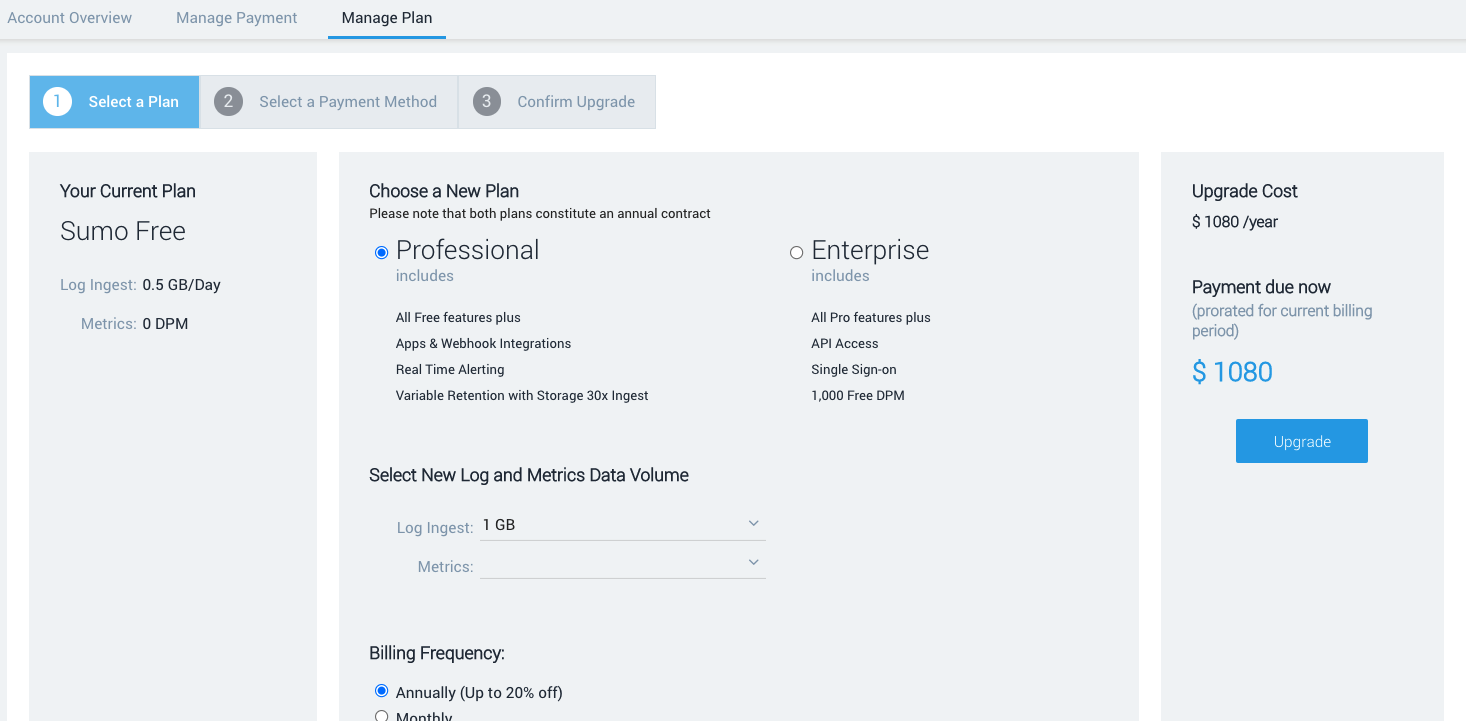 Account Overview
Manage Payment
Manage Plan
1 Select a Plan
2 Select a Payment Method
3 Confirm Upgrade
Your Current Plan
Sumo Free
Log Ingest: 0.5 GB/Day
Metrics: 0 DPM
Choose a New Plan
Please note that both plans constitute an annual contract
Professional
includes
All Free features plus
Apps & Webhook Integrations
Real Time Alerting
Variable Retention with Storage 30x Ingest
Enterprise
includes
All Pro features plus
API Access
Single Sign-on
1,000 Free DPM
Select New Log and Metrics Data Volume
Log Ingest: 1 GB
Metrics:
Billing Frequency:
Annually (Up to 20% off)
Monthly
Upgrade Cost
$ 1080 /year
Payment due now
(prorated for current billing
period)
$ 1080
Upgrade